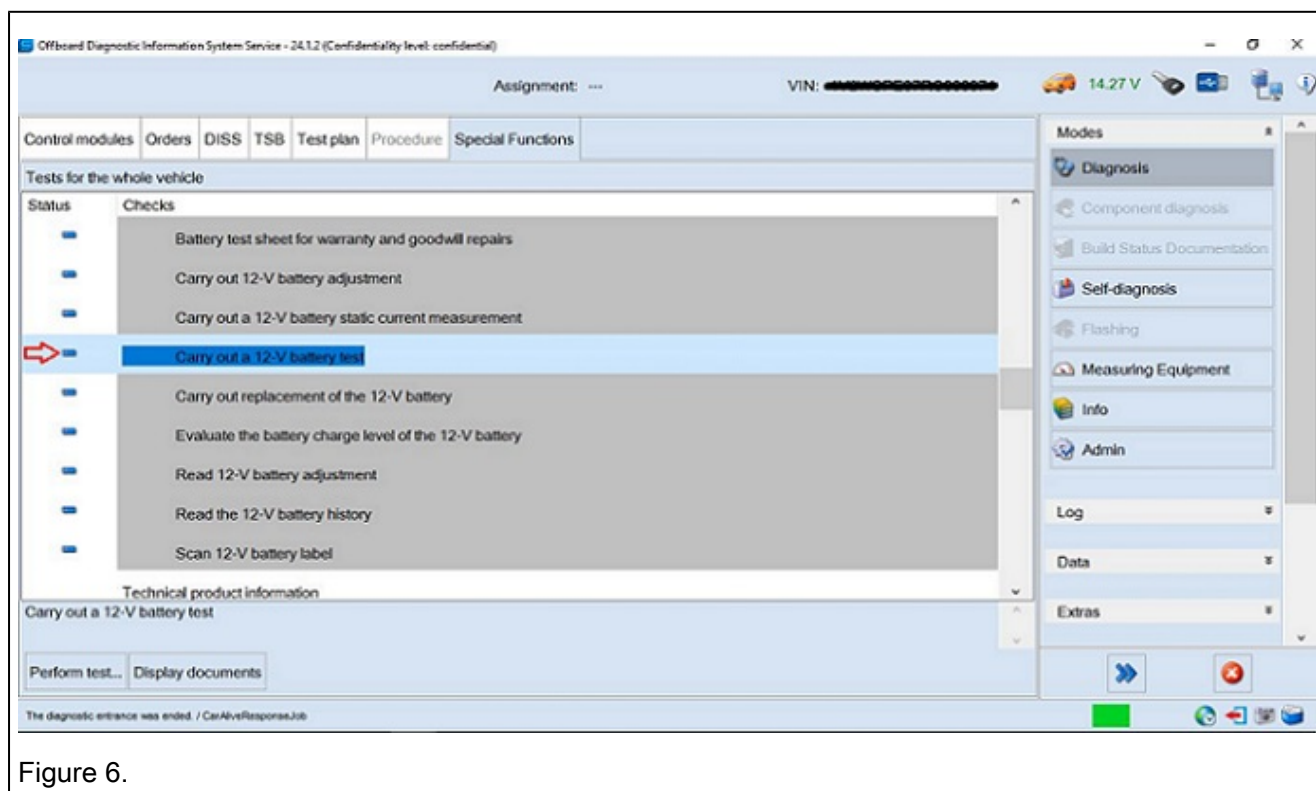 Offboard Diagnostic Information System Service - 24.1.2 (Confidentiality level: confidential)
Assignment: ---
VIN:
14.27 V
Control modules Orders DISS TSB Test plan Procedure Special Functions
Tests for the whole vehicle
Status Checks
Battery test sheet for warranty and goodwill repairs
Carry out 12-V battery adjustment
Carry out a 12-V battery static current measurement
Carry out a 12-V battery test
Carry out replacement of the 12-V battery
Evaluate the battery charge level of the 12-V battery
Read 12-V battery adjustment
Read the 12-V battery history
Scan 12-V battery label
Technical product information
Carry out a 12-V battery test
Perform test... Display documents
The diagnostic entrance was ended. / CarAliveResponseJob
Modes
Diagnosis
Component diagnosis
Build Status Documentation
Self-diagnosis
Flashing
Measuring Equipment
Info
Admin
Log
Data
Extras
Figure 6.